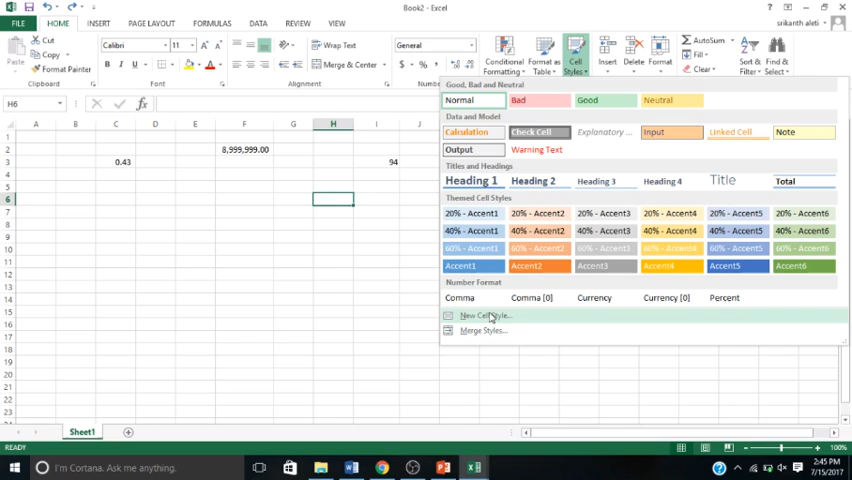 Book2 - Excel
FILE HOME INSERT PAGE LAYOUT FORMULAS DATA REVIEW VIEW srikanth aleti
Cut
Copy
Format Painter
Paste
Clipboard
Calibri 11
B I U
Font
Wrap Text
Merge & Center
Alignment
General
$ %
Conditional Formatting
Format as Table
Cell Styles
Insert
Delete
Format
AutoSum
Fill
Clear
Sort & Filter
Find & Select
H6
fx
Good, Bad and Neutral
Normal Bad Good Neutral
Data and Model
Calculation Check Cell Explanatory ... Input Linked Cell Note
Output Warning Text
Titles and Headings
Heading 1 Heading 2 Heading 3 Heading 4 Title Total
Themed Cell Styles
20% - Accent1 20% - Accent2 20% - Accent3 20% - Accent4 20% - Accent5 20% - Accent6
40% - Accent1 40% - Accent2 40% - Accent3 40% - Accent4 40% - Accent5 40% - Accent6
60% - Accent1 60% - Accent2 60% - Accent3 60% - Accent4 60% - Accent5 60% - Accent6
Accent1 Accent2 Accent3 Accent4 Accent5 Accent6
Number Format
Comma Comma [0] Currency Currency [0] Percent
New Cell Style...
Merge Styles...
A B C D E F G H I J
1
2 8,999,999.00
3 0.43 94
4
5
6
7
8
9
10
11
12
13
14
15
16
17
18
19
20
21
22
23
Sheet1
READY 100%
I'm Cortana. Ask me anything.
2:45 PM
7/15/2017